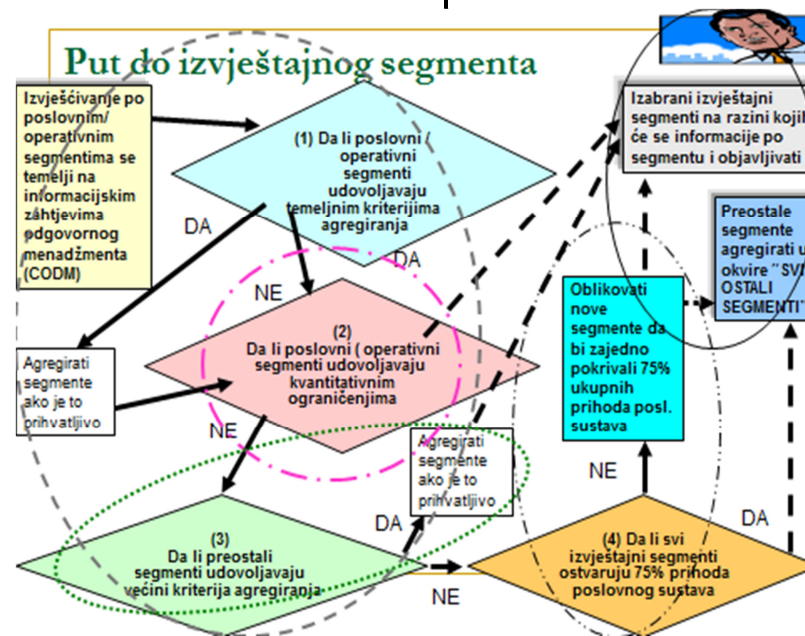 Put do izvještajnog segmenta
Izvješćivanje po
poslovnim/
operativnim
segmentima se
temelji na
informacijskim
zahtjevima
odgovornog
menadžmenta
(CODM)
(1) Da li poslovni /
operativni
segmenti
udovoljavaju
temeljnim kriterijima
agregiranja
Izabrani izvještajni
segmenti na razini kojih
će se informacije po
segmentu i objavljivati
DA
DA
NE
Preostale
segmente
agregirati u
okvire "SVI
OSTALI
SEGMENTI"
(2)
Da li poslovni ( operativni
segmenti udovoljavaju
kvantitativnim
ograničenjima
Oblikovati
nove
segmente da
bi zajedno
pokrivali 75%
ukupnih
prihoda posl.
sustava
Agregirati
segmente
ako je to
prihvatljivo
NE
Agregirati
segmente
ako je to
prihvatljivo
NE
DA
DA
(3)
Da li preostali
segmenti udovoljavaju
većini kriterija agregiranja
(4) Da li svi
izvještajni segmenti
ostvaruju 75% prihoda
poslovnog sustava
NE